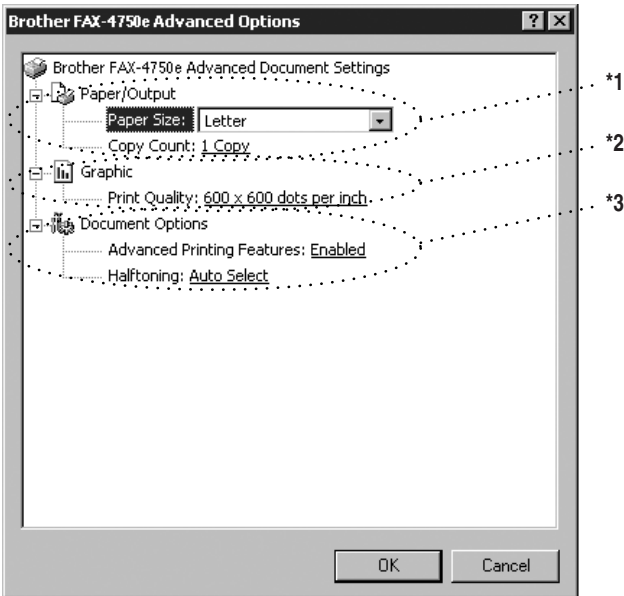 Brother FAX-4750e Advanced Options
Brother FAX-4750e Advanced Document Settings
Paper/Output
*1
Paper Size: Letter
Copy Count: 1 Copy
*2
Graphic
Print Quality: 600 x 600 dots per inch
*3
Document Options
Advanced Printing Features: Enabled
Halftoning: Auto Select
OK Cancel